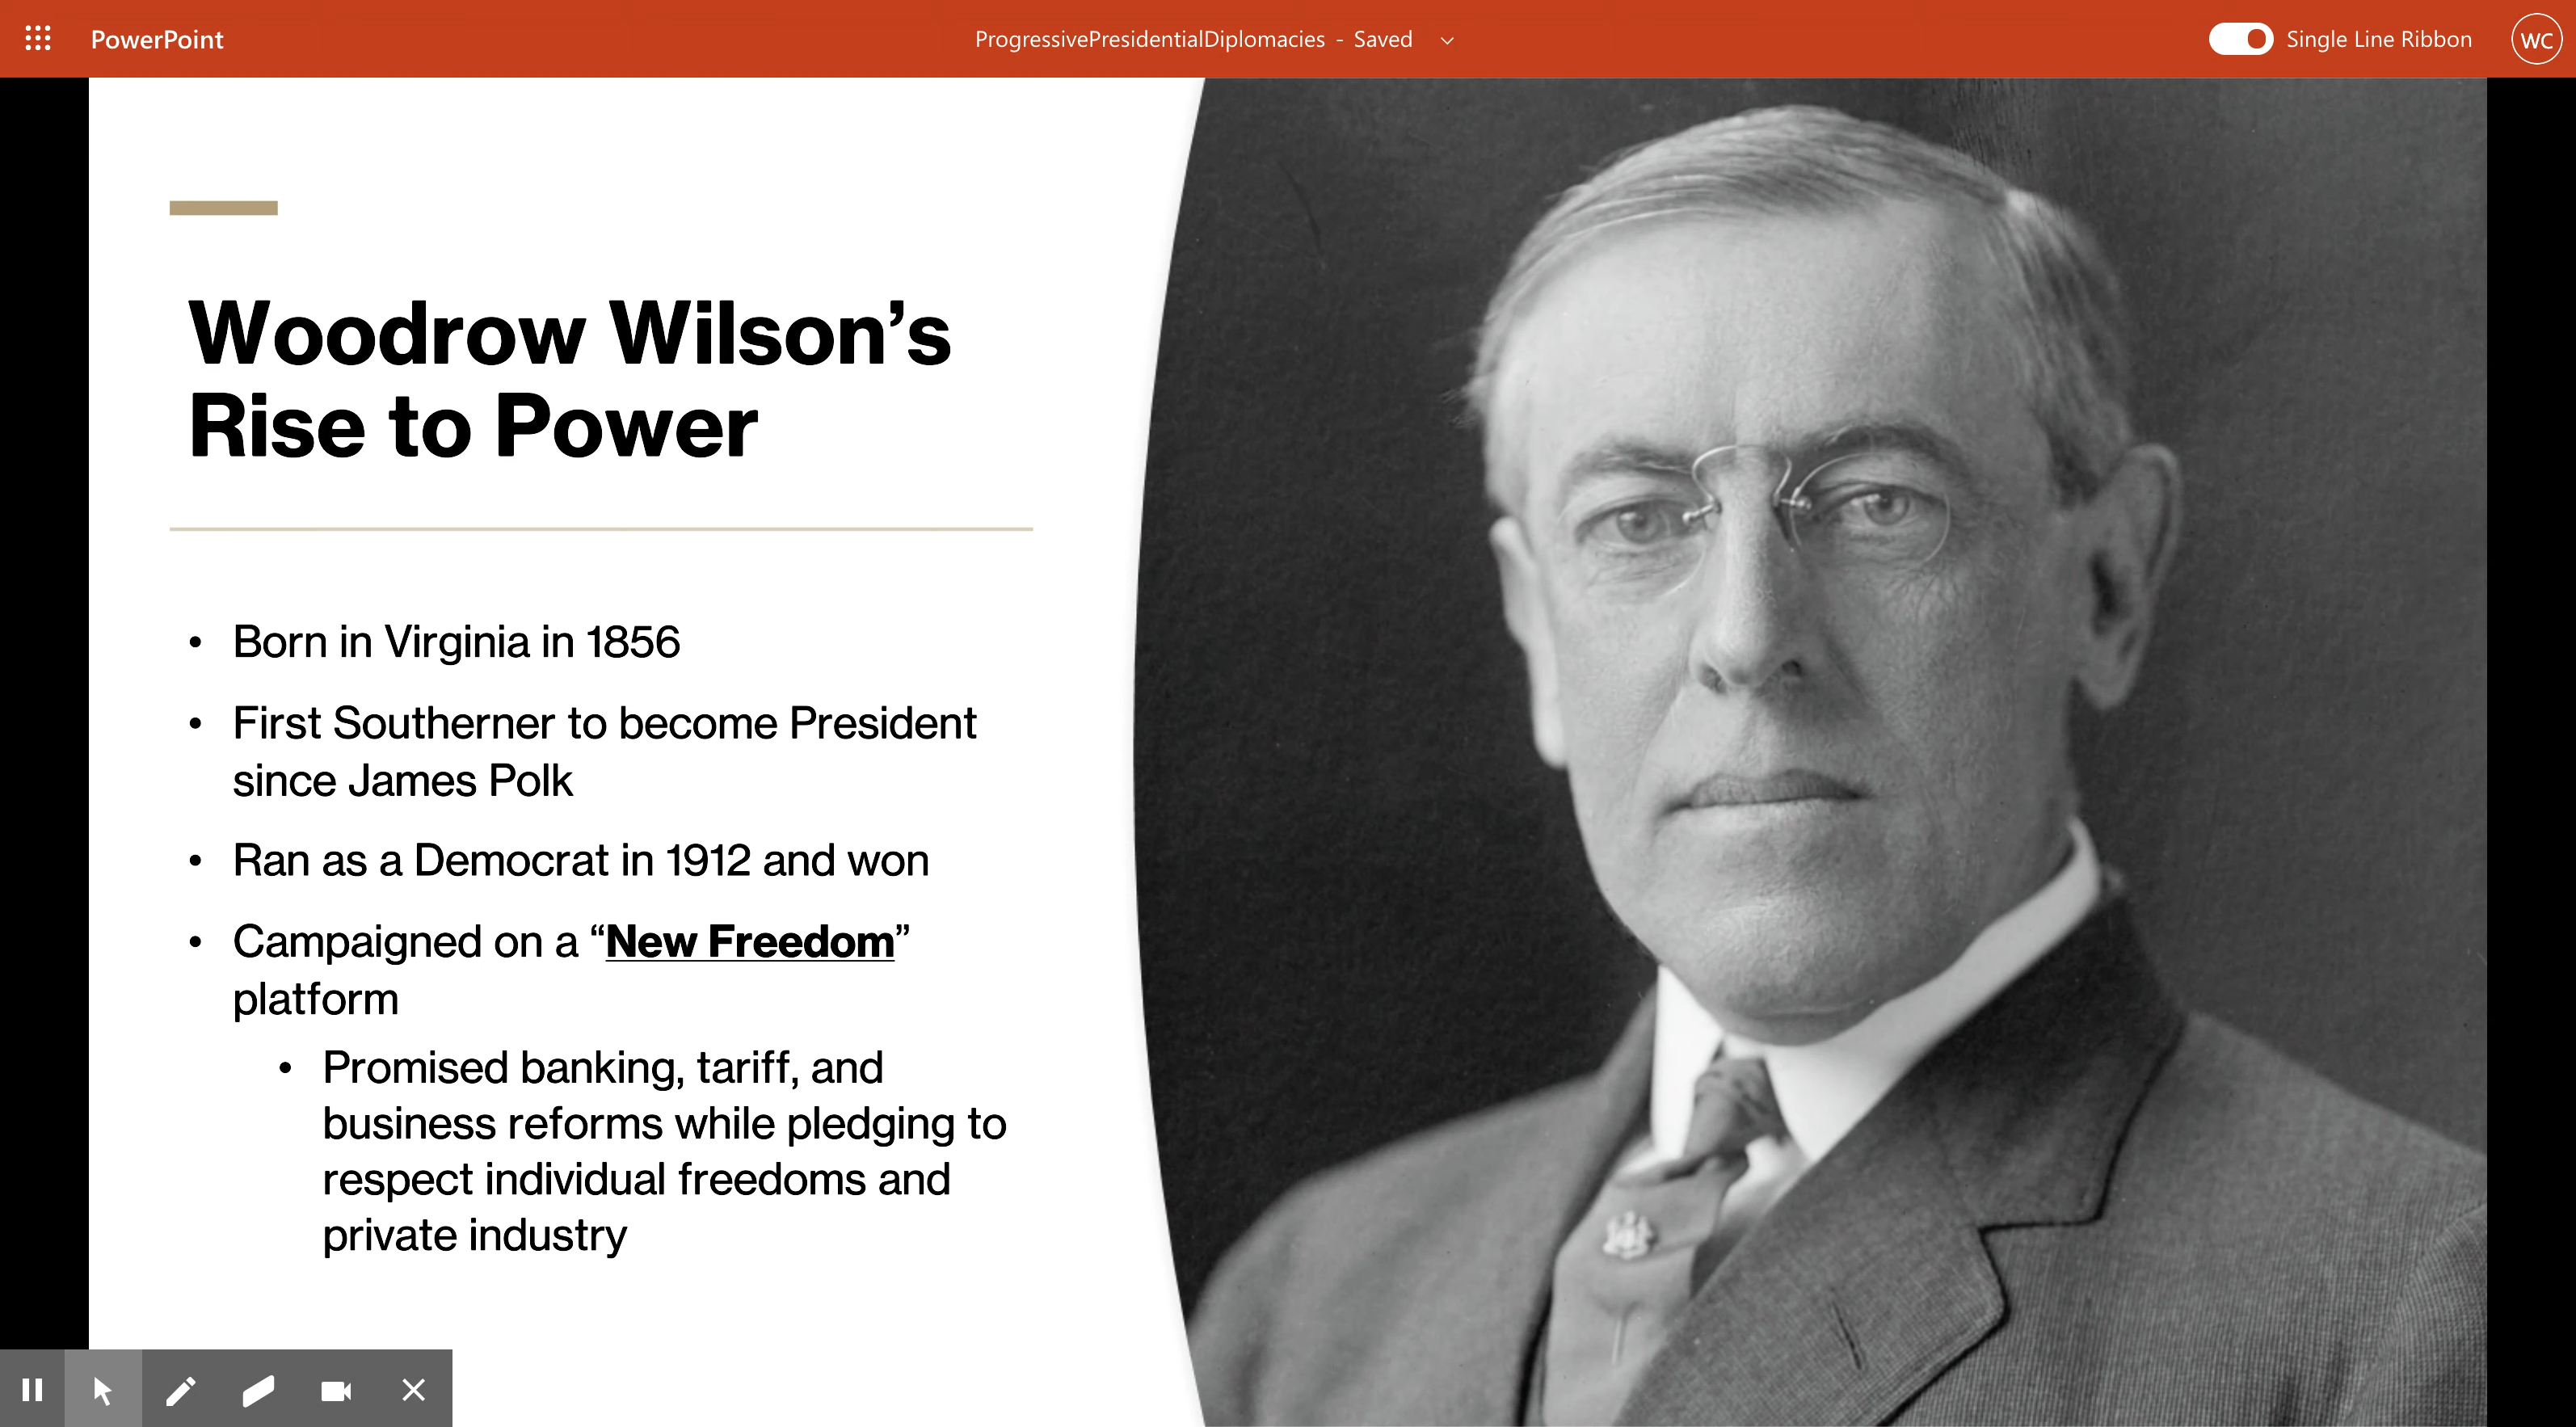 PowerPoint
ProgressivePresidentialDiplomacies - Saved
Single Line Ribbon
WC
Woodrow Wilson’s
Rise to Power
• Born in Virginia in 1856
• First Southerner to become President
since James Polk
• Ran as a Democrat in 1912 and won
• Campaigned on a “New Freedom”
platform
• Promised banking, tariff, and
business reforms while pledging to
respect individual freedoms and
private industry